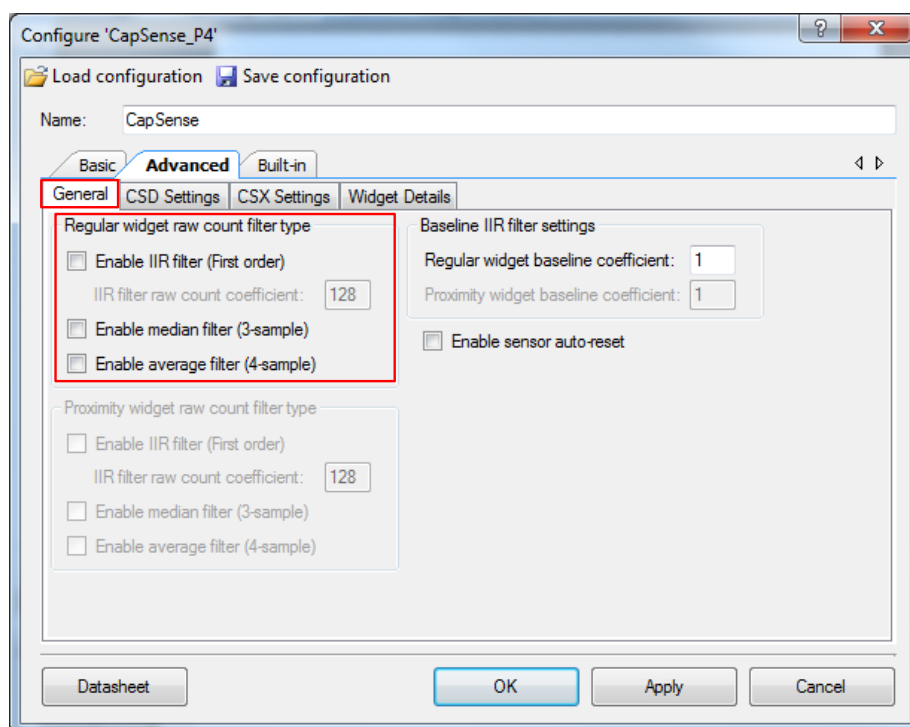 Configure 'CapSense_P4'
Load configuration Save configuration
Name: CapSense
Basic Advanced Built-in
General CSD Settings CSX Settings Widget Details
Regular widget raw count filter type
Enable IIR filter (First order)
IIR filter raw count coefficient: 128
Enable median filter (3-sample)
Enable average filter (4-sample)
Proximity widget raw count filter type
Enable IIR filter (First order)
IIR filter raw count coefficient: 128
Enable median filter (3-sample)
Enable average filter (4-sample)
Baseline IIR filter settings
Regular widget baseline coefficient: 1
Proximity widget baseline coefficient: 1
Enable sensor auto-reset
Datasheet OK Apply Cancel